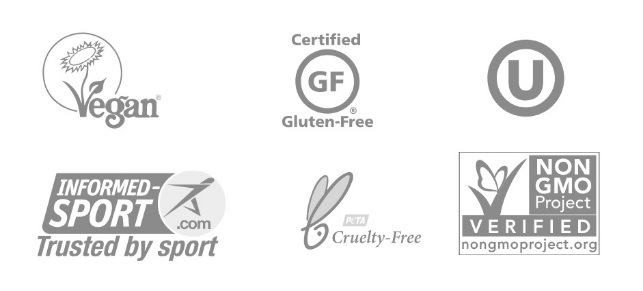 Vegan®
Certified
GF
®
Gluten-Free
U
INFORMED-
SPORT
.com
Trusted by sport
PETA
Cruelty-Free
NON
GMO
Project
VERIFIED
nongmoproject.org